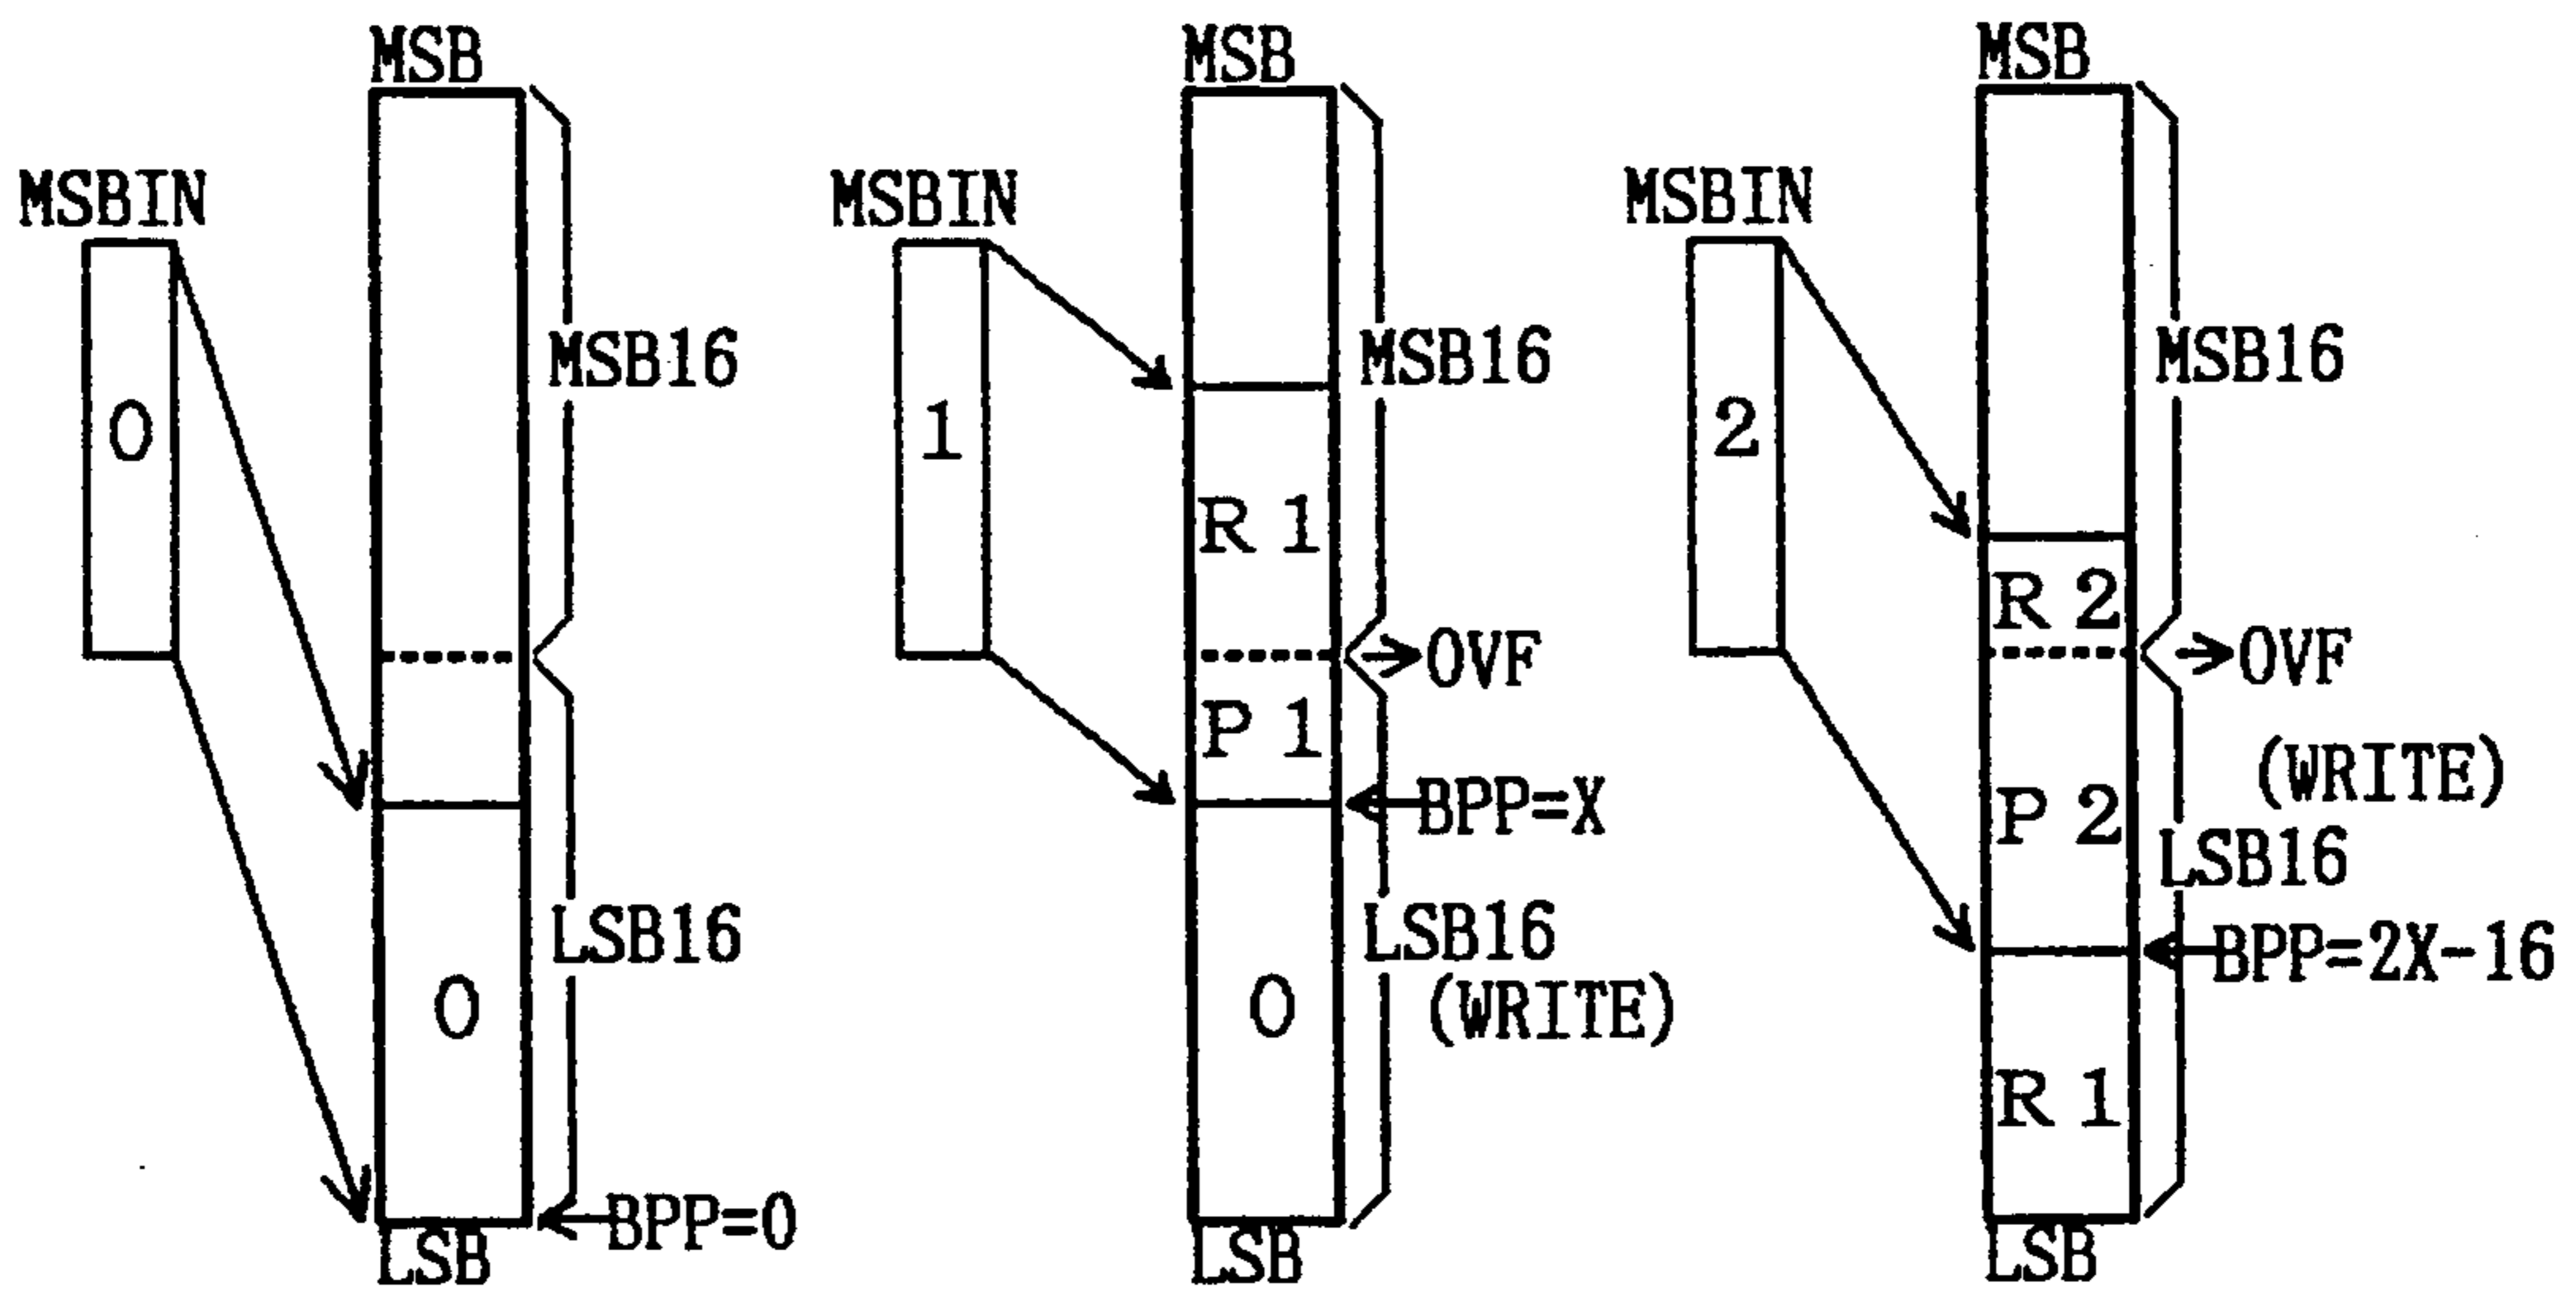 MSB
MSBIN
0
MSB16
LSB16
0
BPP=0
LSB
MSB
MSBIN
1
MSB16
R 1
OVF
P 1
BPP=X
LSB16
(WRITE)
0
LSB
MSB
MSBIN
2
MSB16
R 2
OVF
(WRITE)
P 2
LSB16
BPP=2X-16
R 1
LSB